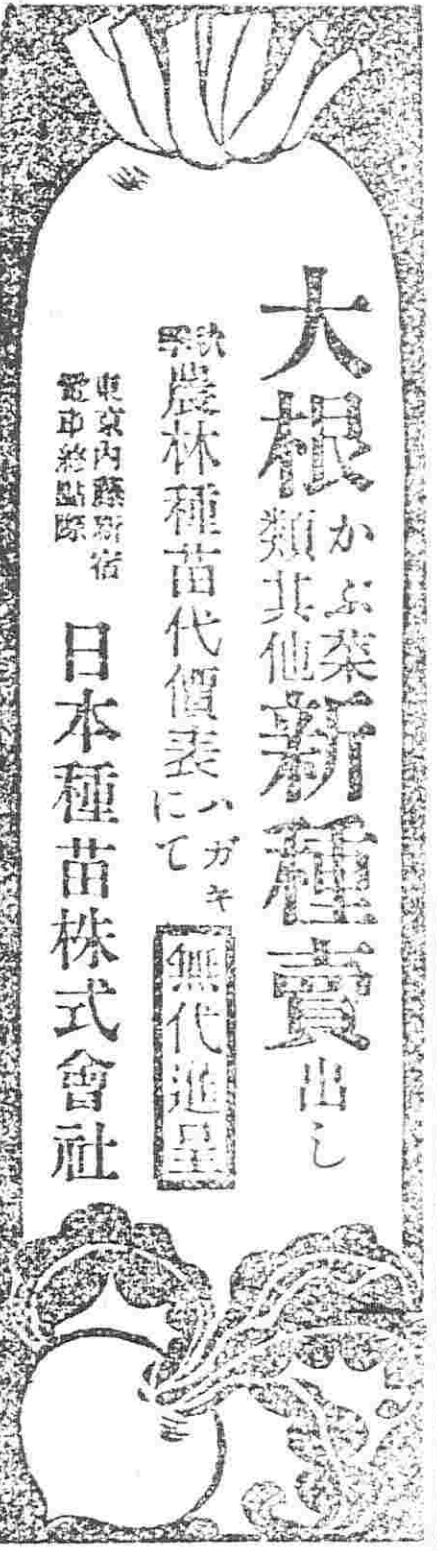 大根かぶ菜類其他新種賣出し
秋季農林種苗代價表ハガキにて無代進呈
東京内藤新宿
電車終點際
日本種苗株式會社